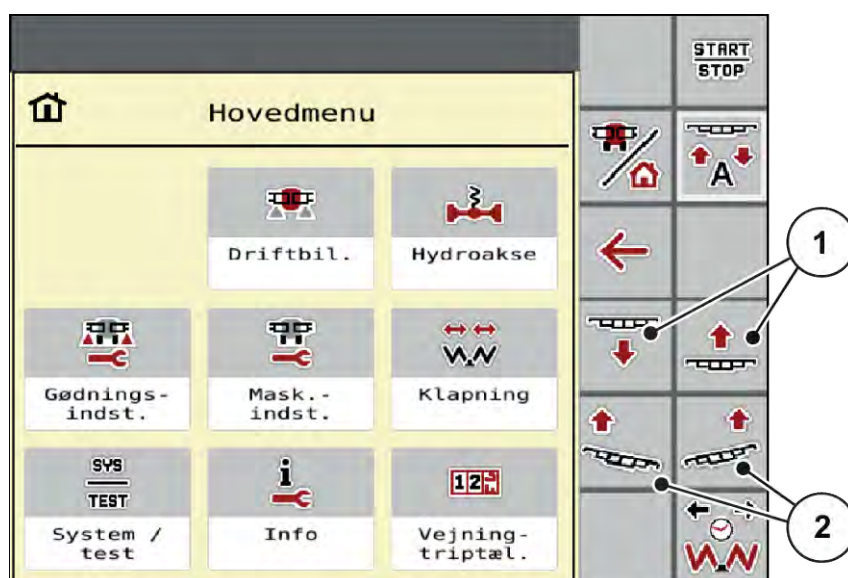 START
STOP
Hovedmenu
A
1
Driftbil.
Hydroakse
Gødnings-
indst.
Mask.-
indst.
Klapning
SYS
TEST
System /
test
i
Info
12
Vejning-
triptæl.
2